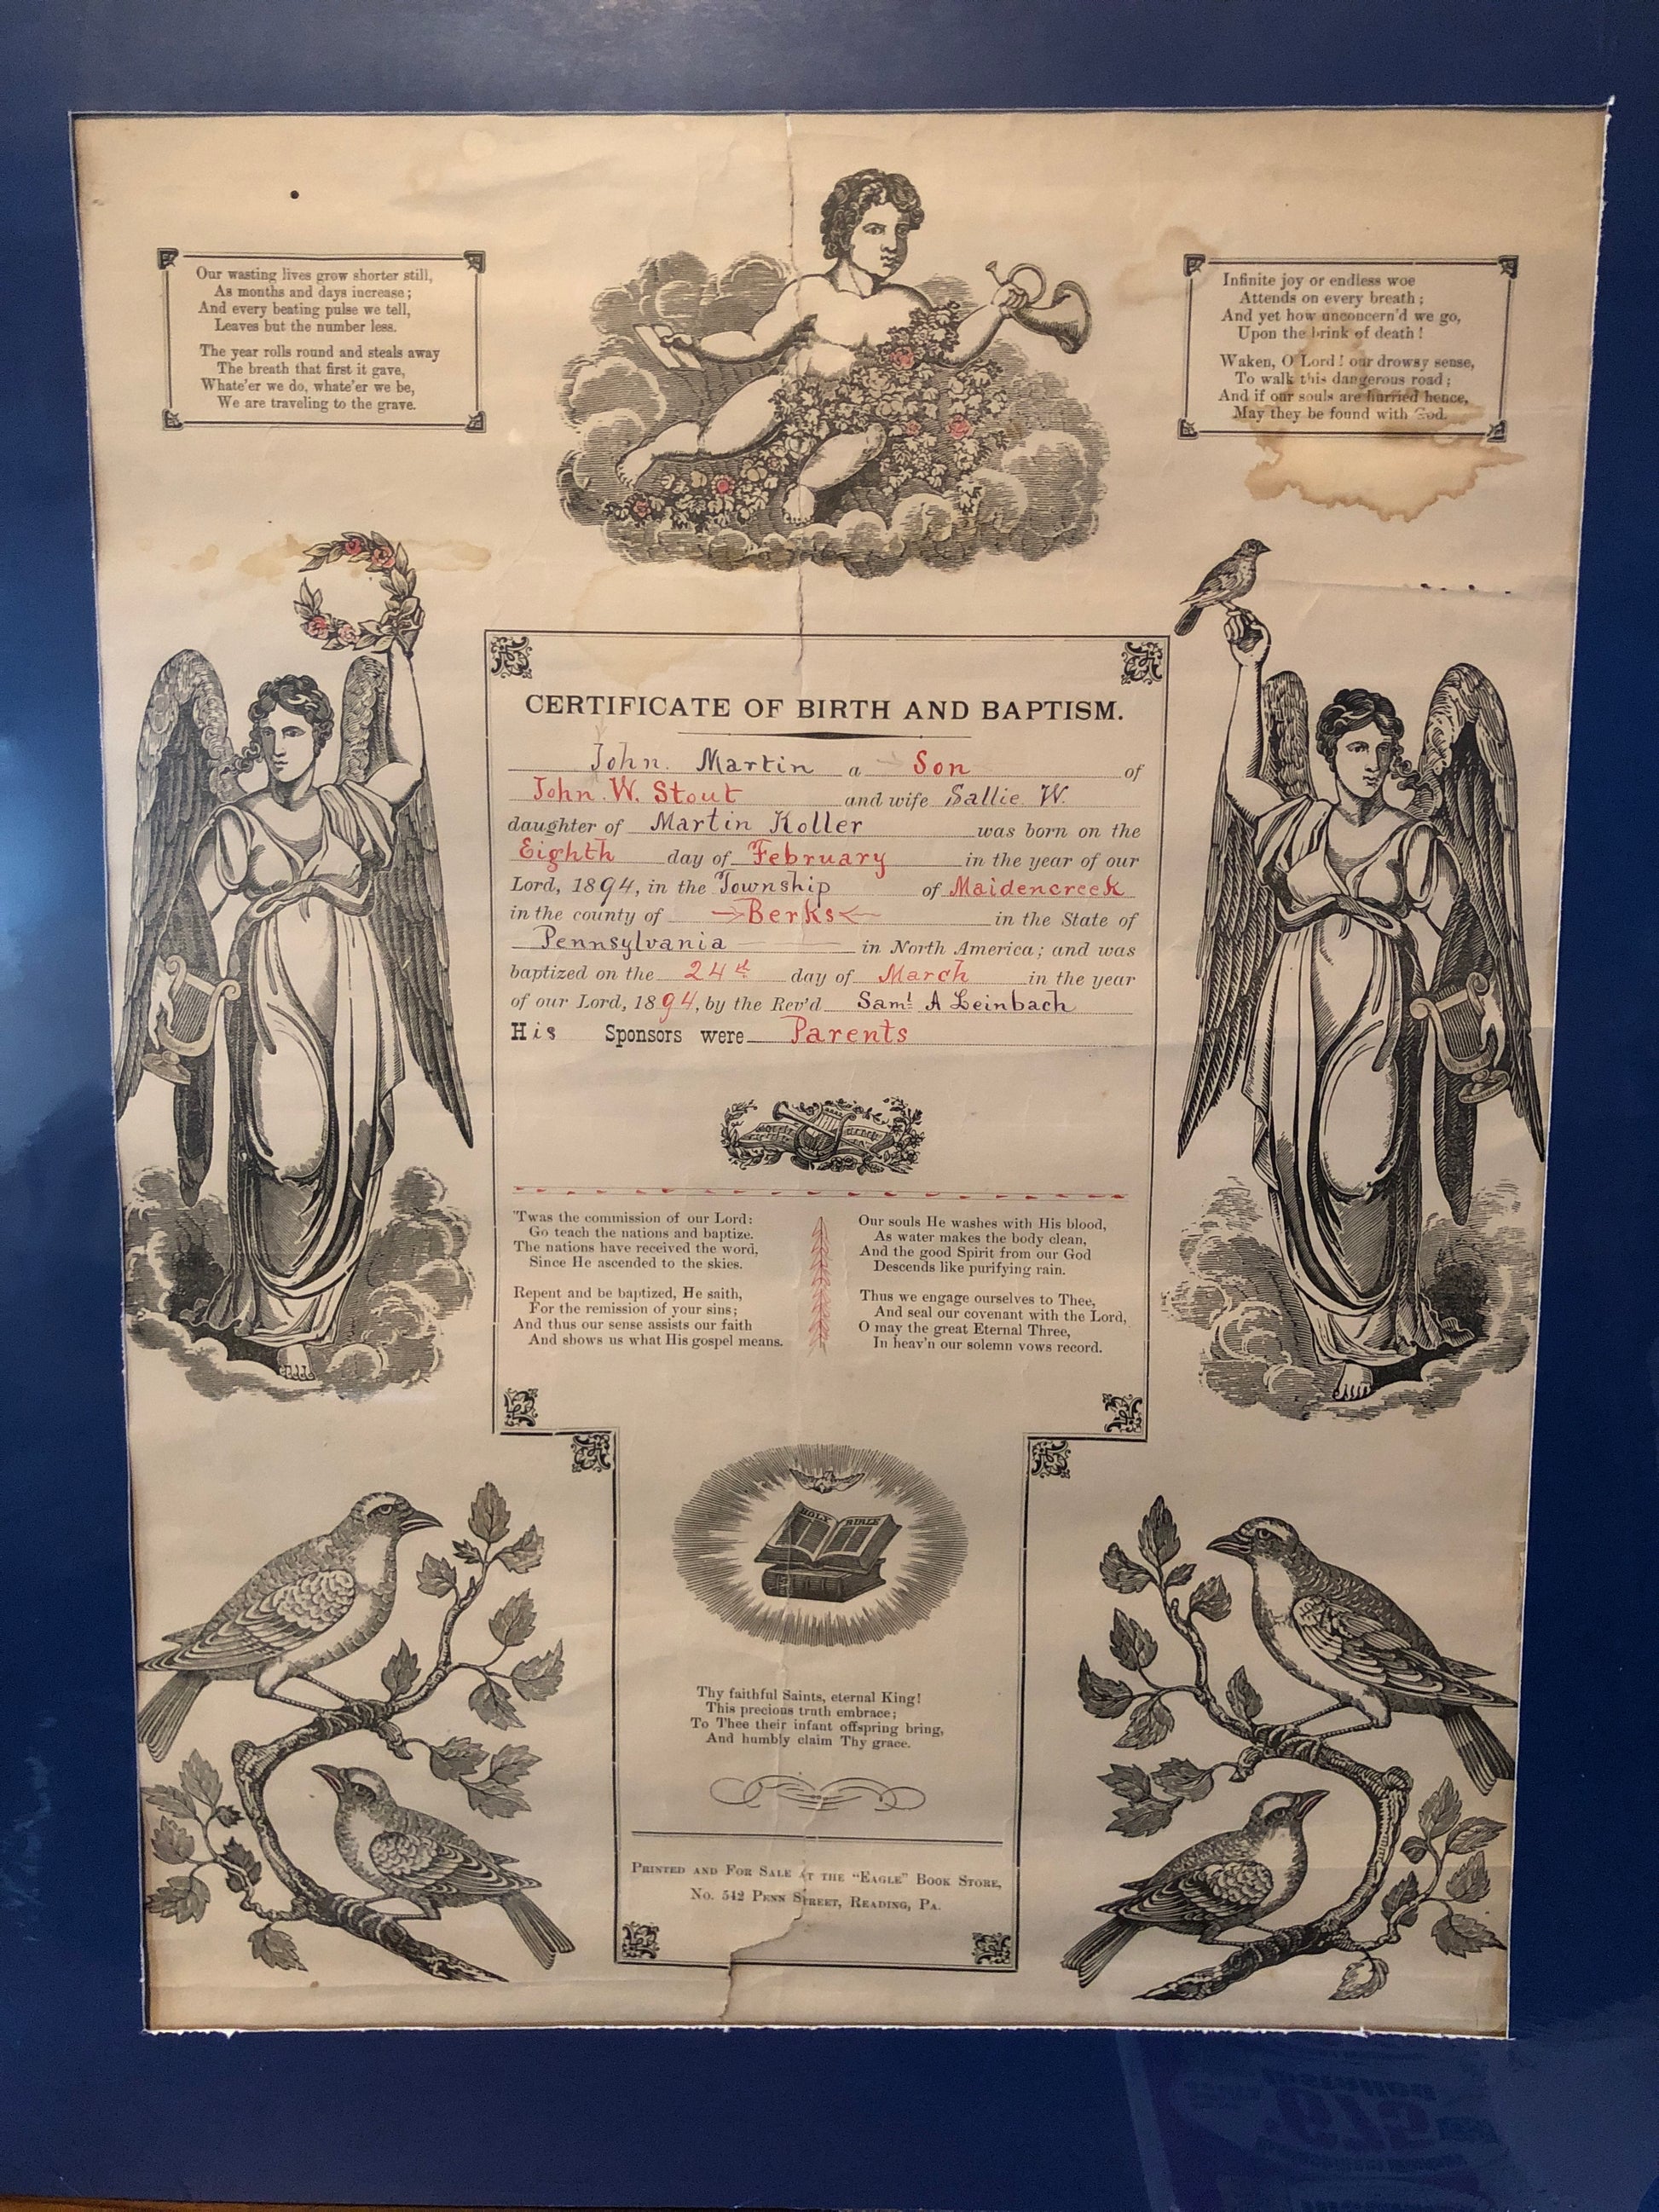 Our wasting lives grow shorter still,
As months and days increase;
And every beating pulse we tell,
Leaves but the number less.
The year rolls round and steals away
The breath that first it gave,
Whate'er we do, whate'er we be,
We are traveling to the grave.
Infinite joy or endless woe
Attends on every breath;
And yet how unconcern'd we go,
Upon the brink of death!
Waken, O Lord! our drowsy sense,
To walk this dangerous road;
And if our souls are hurried hence,
May they be found with God.
CERTIFICATE OF BIRTH AND BAPTISM.
John. Martin a Son of
John. W. Stout and wife Sallie. W.
daughter of Martin Koller was born on the
Eighth day of February in the year of our
Lord, 1894, in the Township of Maidencreek
in the county of Berks in the State of
Pennsylvania in North America; and was
baptized on the 24th day of March in the year
of our Lord, 1894, by the Rev'd Saml A Leinbach
His Sponsors were Parents
'Twas the commission of our Lord:
Go teach the nations and baptize.
The nations have received the word,
Since He ascended to the skies.
Repent and be baptized, He saith,
For the remission of your sins;
And thus our sense assists our faith
And shows us what His gospel means.
Our souls He washes with His blood,
As water makes the body clean,
And the good Spirit from our God
Descends like purifying rain.
Thus we engage ourselves to Thee,
And seal our covenant with the Lord,
O may the great Eternal Three,
In heav'n our solemn vows record.
HOLY BIBLE
Thy faithful Saints, eternal King!
This precious truth embrace;
To Thee their infant offspring bring,
And humbly claim Thy grace.
PRINTED AND FOR SALE AT THE "EAGLE" BOOK STORE,
NO. 542 PENN STREET, READING, PA.